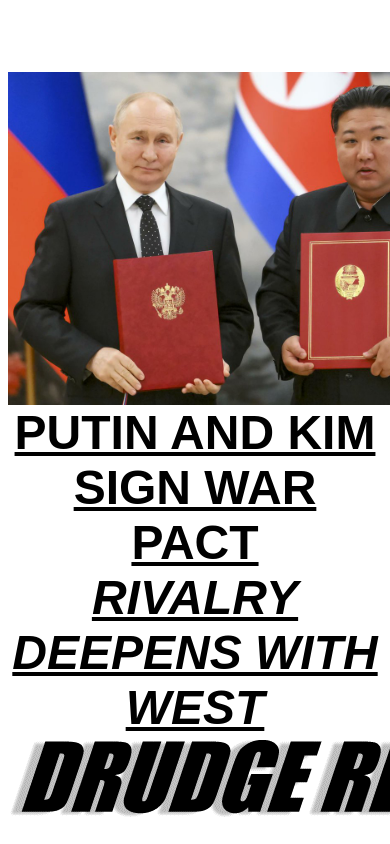 PUTIN AND KIM
SIGN WAR
PACT
RIVALRY
DEEPENS WITH
WEST
DRUDGE RE